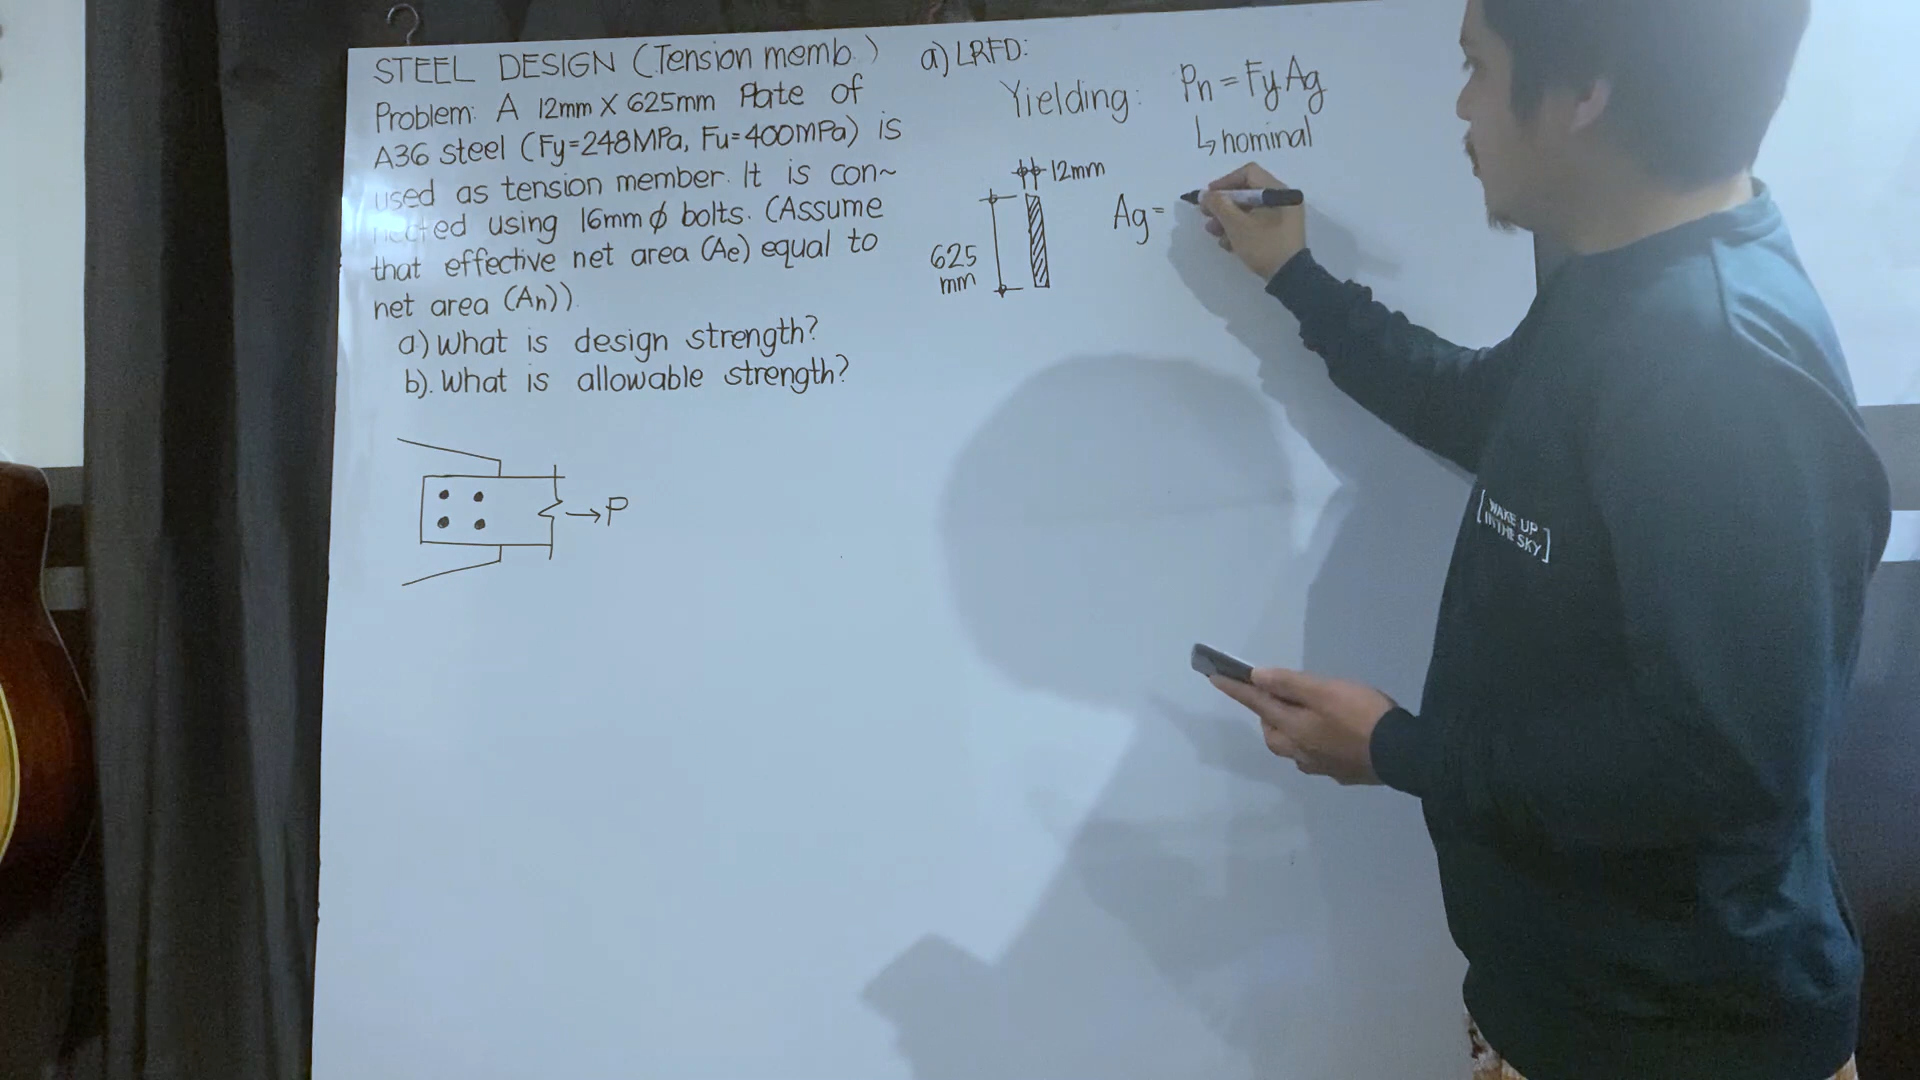 STEEL DESIGN (Tension memb.)
Problem: A 12mm X 625mm Plate of
A36 steel (Fy=248MPa, Fu=400MPa) is
used as tension member. It is con~
nected using 16mm ϕ bolts. (Assume
that effective net area (Ae) equal to
net area (An)).
a) What is design strength?
b). What is allowable strength?
→P
a) LRFD:
Yielding: Pn = Fy Ag
↳ nominal
12mm
625
mm
Ag =
[WAKE UP
IN THE SKY]